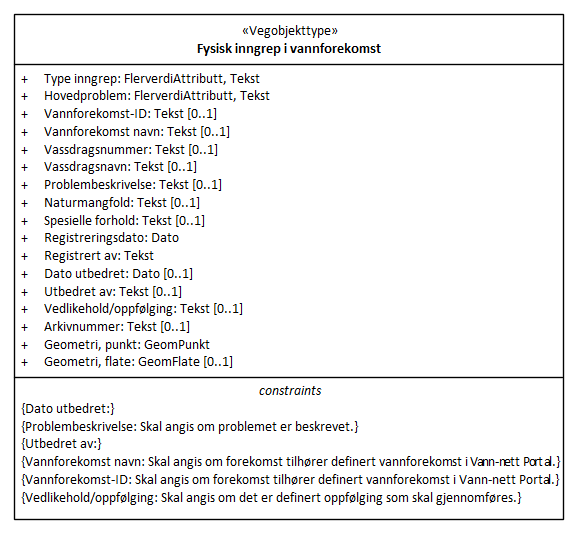 «Vegobjekttype»
Fysisk inngrep i vannforekomst
+ Type inngrep: FlerverdiAttributt, Tekst
+ Hovedproblem: FlerverdiAttributt, Tekst
+ Vannforekomst-ID: Tekst [0..1]
+ Vannforekomst navn: Tekst [0..1]
+ Vassdragsnummer: Tekst [0..1]
+ Vassdragsnavn: Tekst [0..1]
+ Problembeskrivelse: Tekst [0..1]
+ Naturmangfold: Tekst [0..1]
+ Spesielle forhold: Tekst [0..1]
+ Registreringsdato: Dato
+ Registrert av: Tekst
+ Dato utbedret: Dato [0..1]
+ Utbedret av: Tekst [0..1]
+ Vedlikehold/oppfølging: Tekst [0..1]
+ Arkivnummer: Tekst [0..1]
+ Geometri, punkt: GeomPunkt
+ Geometri, flate: GeomFlate [0..1]
constraints
{Dato utbedret:}
{Problembeskrivelse: Skal angis om problemet er beskrevet.}
{Utbedret av:}
{Vannforekomst navn: Skal angis om forekomst tilhører definert vannforekomst i Vann-nett Portal.}
{Vannforekomst-ID: Skal angis om forekomst tilhører definert vannforekomst i Vann-nett Portal.}
{Vedlikehold/oppfølging: Skal angis om det er definert oppfølging som skal gjennomføres.}